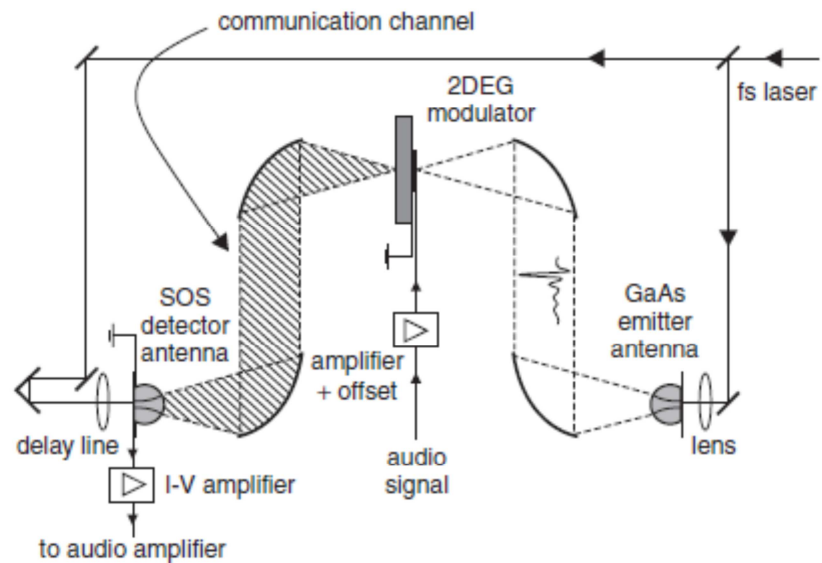 communication channel
2DEG
modulator
fs laser
SOS
detector
antenna
GaAs
emitter
antenna
amplifier
+ offset
delay line
lens
audio
signal
I-V amplifier
to audio amplifier